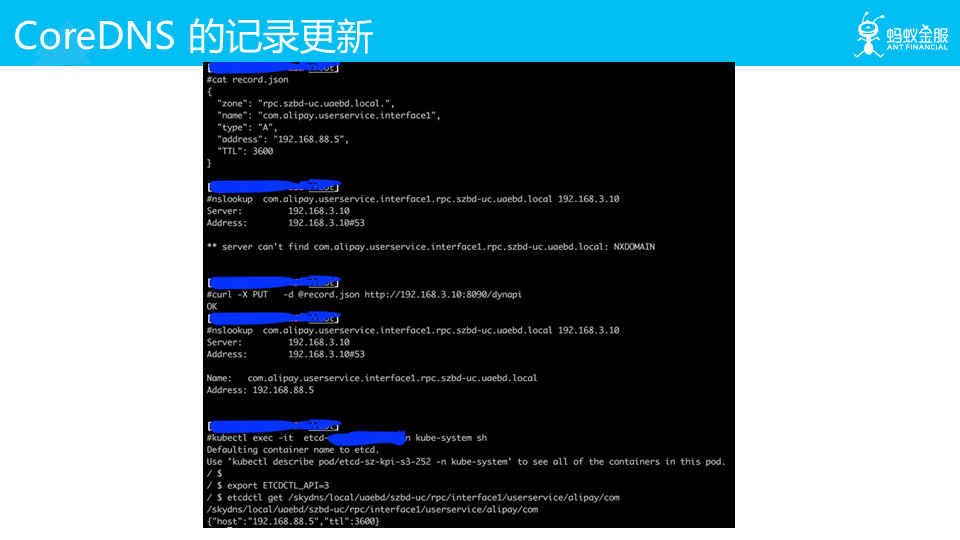 CoreDNS 的记录更新
蚂蚁金服
ANT FINANCIAL
#cat record.json
{
"zone": "rpc.szbd-uc.uaebd.local.",
"name": "com.alipay.userservice.interface1",
"type": "A",
"address": "192.168.88.5",
"TTL": 3600
}
[
]
#nslookup  com.alipay.userservice.interface1.rpc.szbd-uc.uaebd.local 192.168.3.10
Server:         192.168.3.10
Address:        192.168.3.10#53
** server can't find com.alipay.userservice.interface1.rpc.szbd-uc.uaebd.local: NXDOMAIN
[
]
#curl -X PUT   -d @record.json http://192.168.3.10:8090/dynapi
OK
[
]
#nslookup  com.alipay.userservice.interface1.rpc.szbd-uc.uaebd.local 192.168.3.10
Server:         192.168.3.10
Address:        192.168.3.10#53
Name:   com.alipay.userservice.interface1.rpc.szbd-uc.uaebd.local
Address: 192.168.88.5
[
]
#kubectl exec -it  etcd- n kube-system sh
Defaulting container name to etcd.
Use 'kubectl describe pod/etcd-sz-kpi-s3-252 -n kube-system' to see all of the containers in this pod.
/ $
/ $ export ETCDCTL_API=3
/ $ etcdctl get /skydns/local/uaebd/szbd-uc/rpc/interface1/userservice/alipay/com
/skydns/local/uaebd/szbd-uc/rpc/interface1/userservice/alipay/com
{"host":"192.168.88.5","ttl":3600}